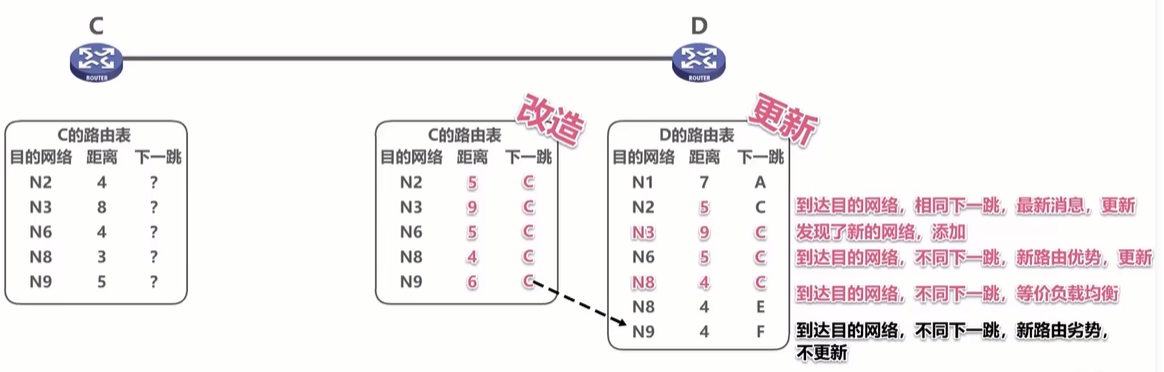 C
D
ROUTER
ROUTER
改造
更新
C的路由表
目的网络 距离 下一跳
N2 4 ?
N3 8 ?
N6 4 ?
N8 3 ?
N9 5 ?
C的路由表
目的网络 距离 下一跳
N2 5 C
N3 9 C
N6 5 C
N8 4 C
N9 6 C
D的路由表
目的网络 距离 下一跳
N1 7 A
N2 5 C
N3 9 C
N6 5 C
N8 4 C
N8 4 E
N9 4 F
到达目的网络，相同下一跳，最新消息，更新
发现了新的网络，添加
到达目的网络，不同下一跳，新路由优势，更新
到达目的网络，不同下一跳，等价负载均衡
到达目的网络，不同下一跳，新路由劣势，
不更新